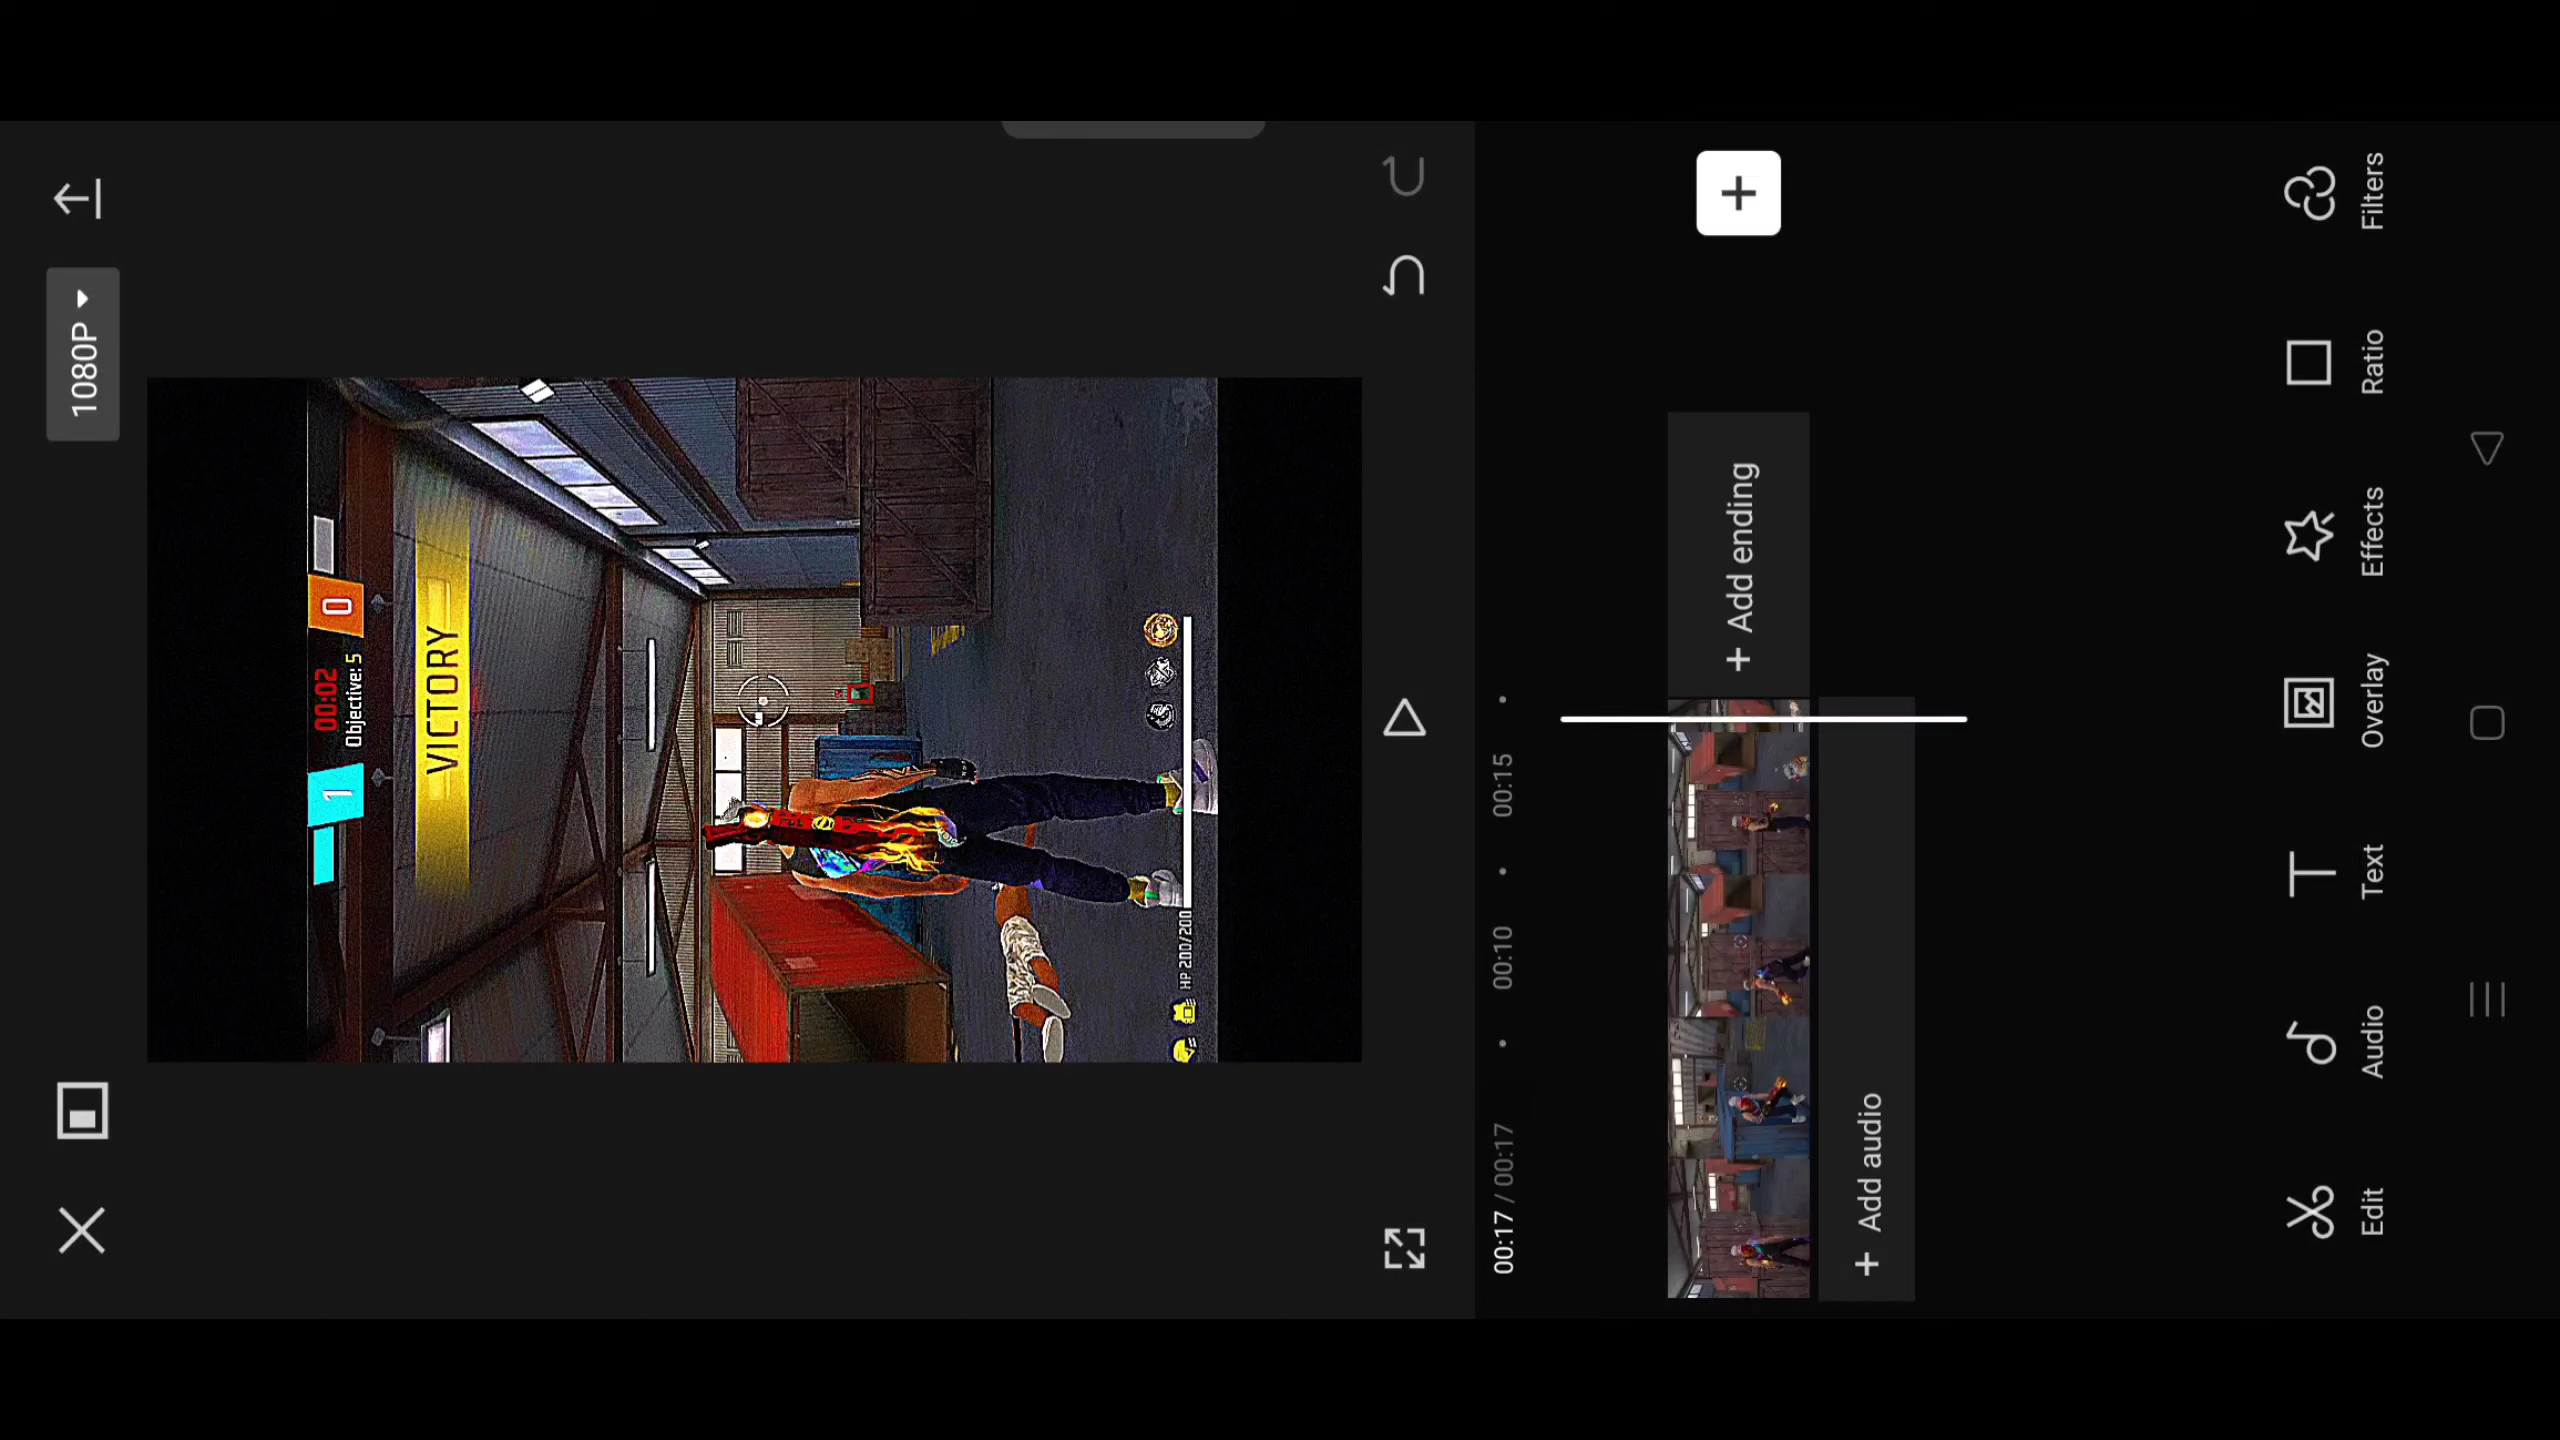 1080P
1
00:02
Objective: 5
0
VICTORY
HP 200/200
00:17 / 00:17
00:10
00:15
+ Add ending
+ Add audio
Edit
Audio
Text
Overlay
Effects
Ratio
Filters